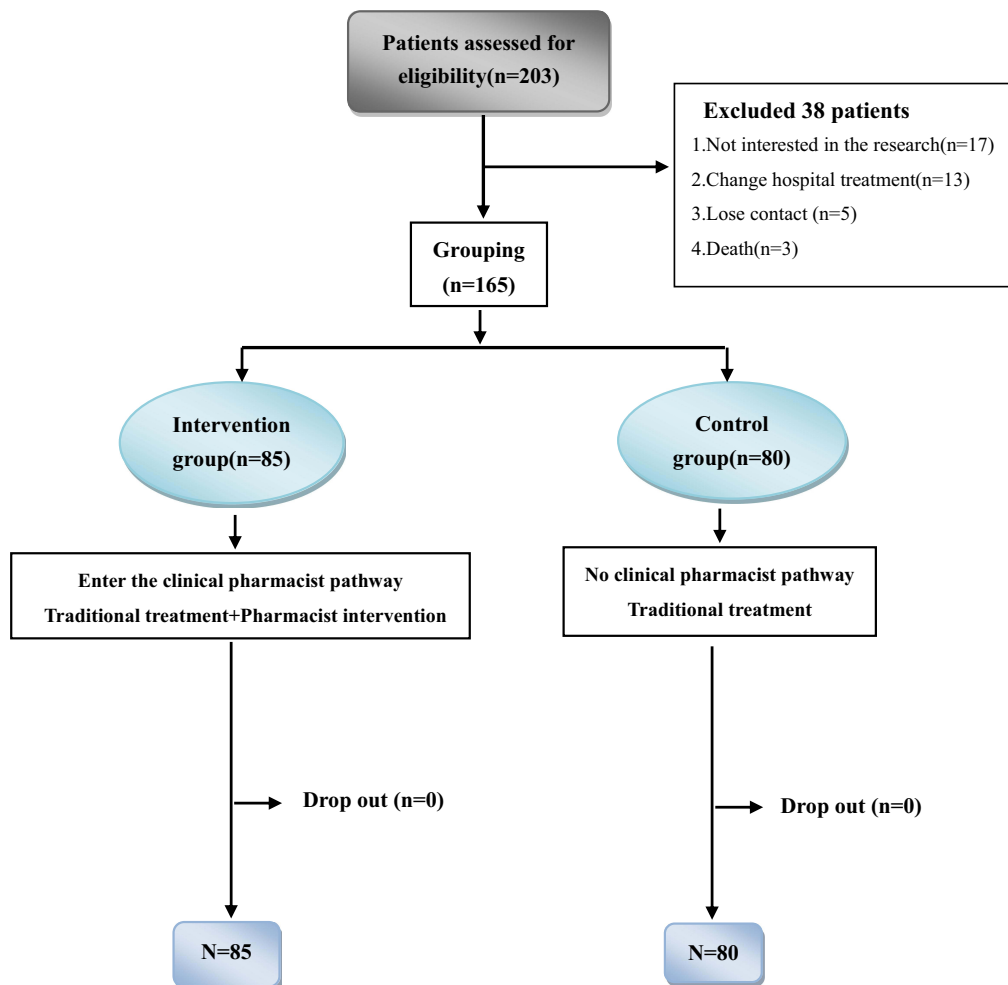 Patients assessed for
eligibility(n=203)
Excluded 38 patients
1.Not interested in the research(n=17)
2.Change hospital treatment(n=13)
3.Lose contact (n=5)
4.Death(n=3)
Grouping
(n=165)
Intervention
group(n=85)
Control
group(n=80)
Enter the clinical pharmacist pathway
Traditional treatment+Pharmacist intervention
No clinical pharmacist pathway
Traditional treatment
Drop out (n=0)
Drop out (n=0)
N=85
N=80